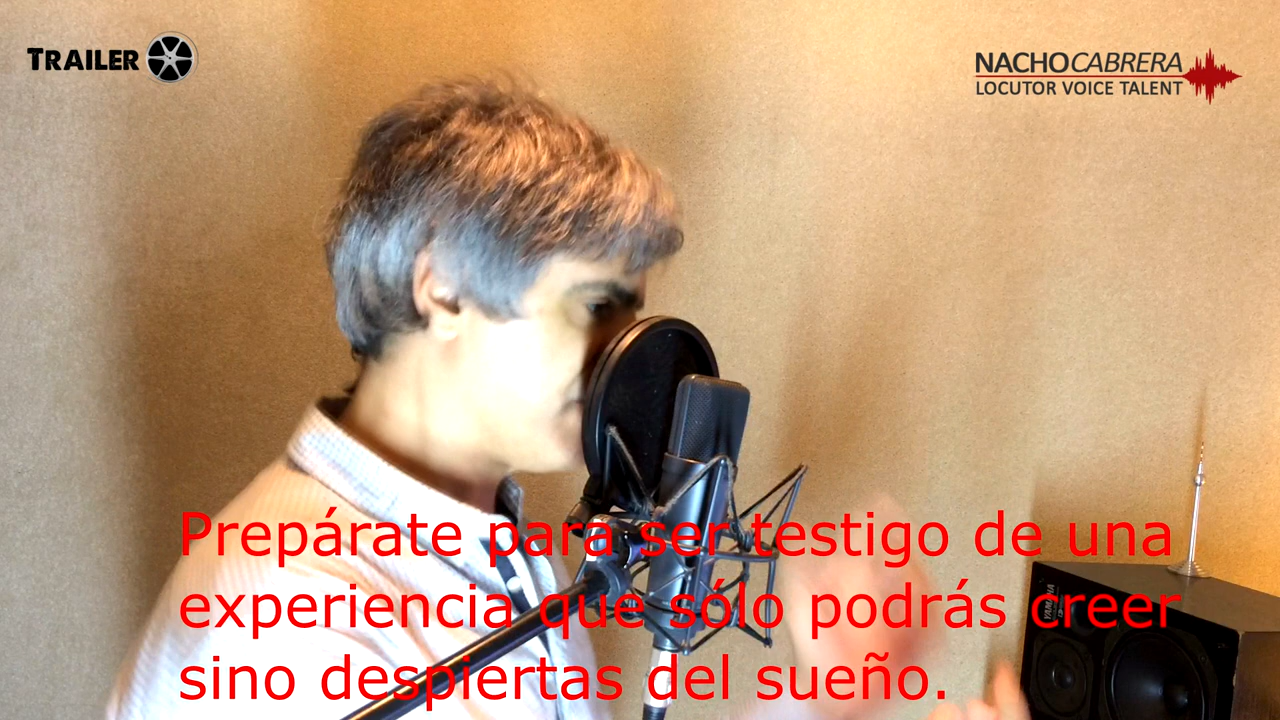 TRAILER
NACHOCABRERA
LOCUTOR VOICE TALENT
Prepárate para ser testigo de una
experiencia que sólo podrás creer
sino despiertas del sueño.
YAMAHA